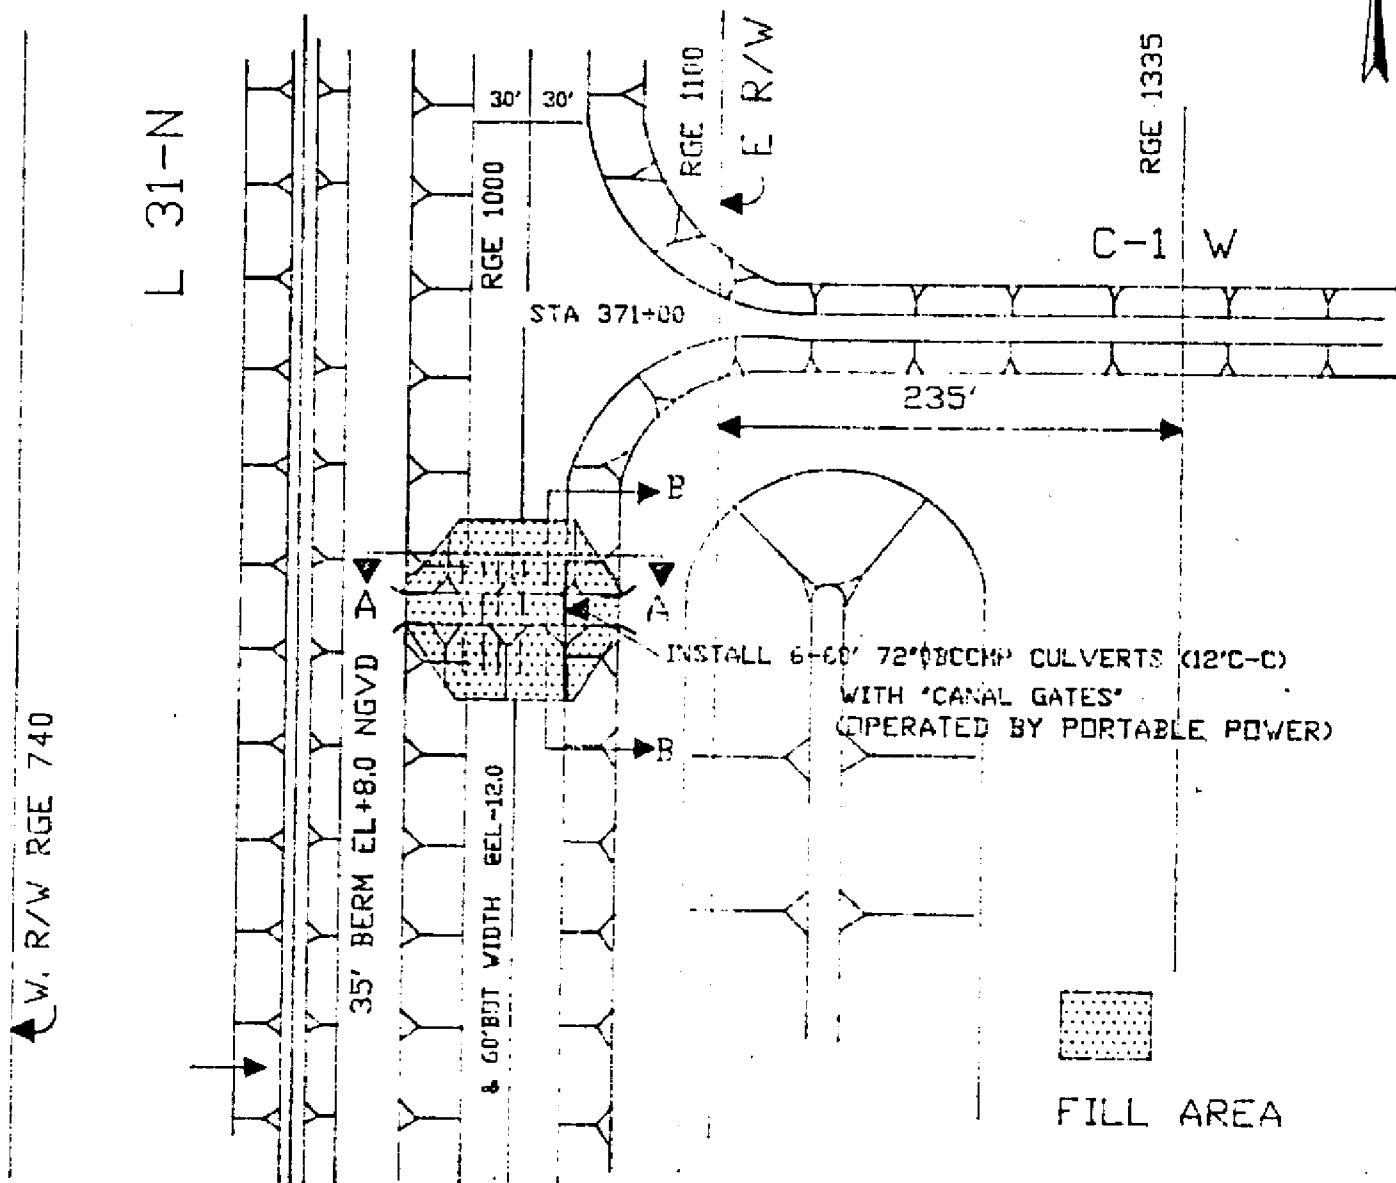 L 31-N
30' 30'
RGE 1000
RGE 1100
E R/W
RGE 1335
C-1 W
STA 371+00
235'
B
A
A
INSTALL 6-60' 72"ØBCCMP CULVERTS (12'C-C)
WITH "CANAL GATES"
(OPERATED BY PORTABLE POWER)
B
W. R/W RGE 740
35' BERM EL+8.0 NGVD
& 60'BOT WIDTH @EL-12.0
FILL AREA